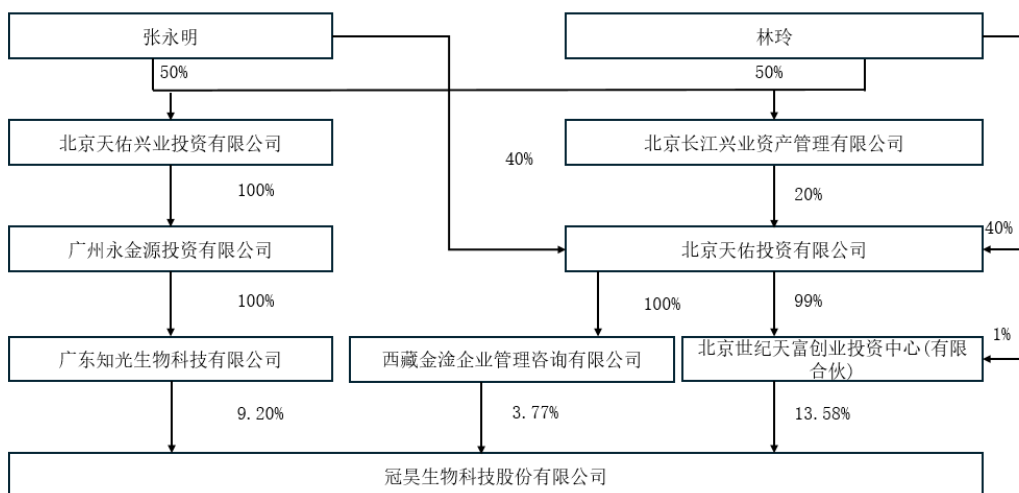 张永明
林玲
50%
50%
北京天佑兴业投资有限公司
北京长江兴业资产管理有限公司
40%
100%
20%
广州永金源投资有限公司
北京天佑投资有限公司
40%
100%
100%
99%
广东知光生物科技有限公司
西藏金淦企业管理咨询有限公司
北京世纪天富创业投资中心(有限
合伙)
1%
9.20%
3.77%
13.58%
冠昊生物科技股份有限公司